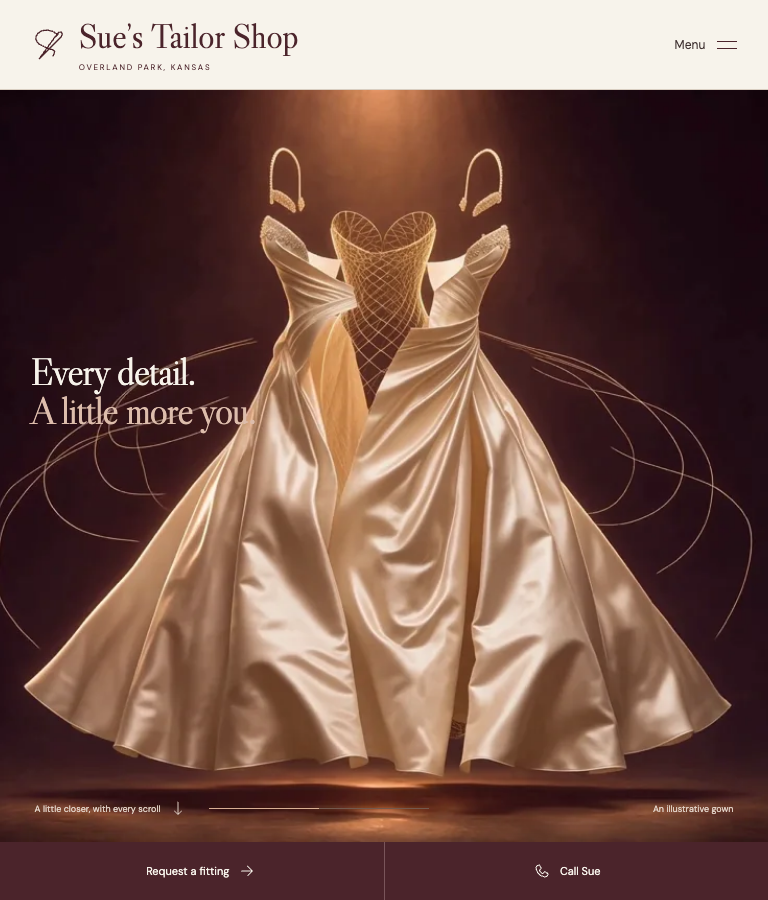 Sue's Tailor Shop
OVERLAND PARK, KANSAS
Menu
Every detail.
A little more you.
A little closer, with every scroll
An illustrative gown
Request a fitting
Call Sue